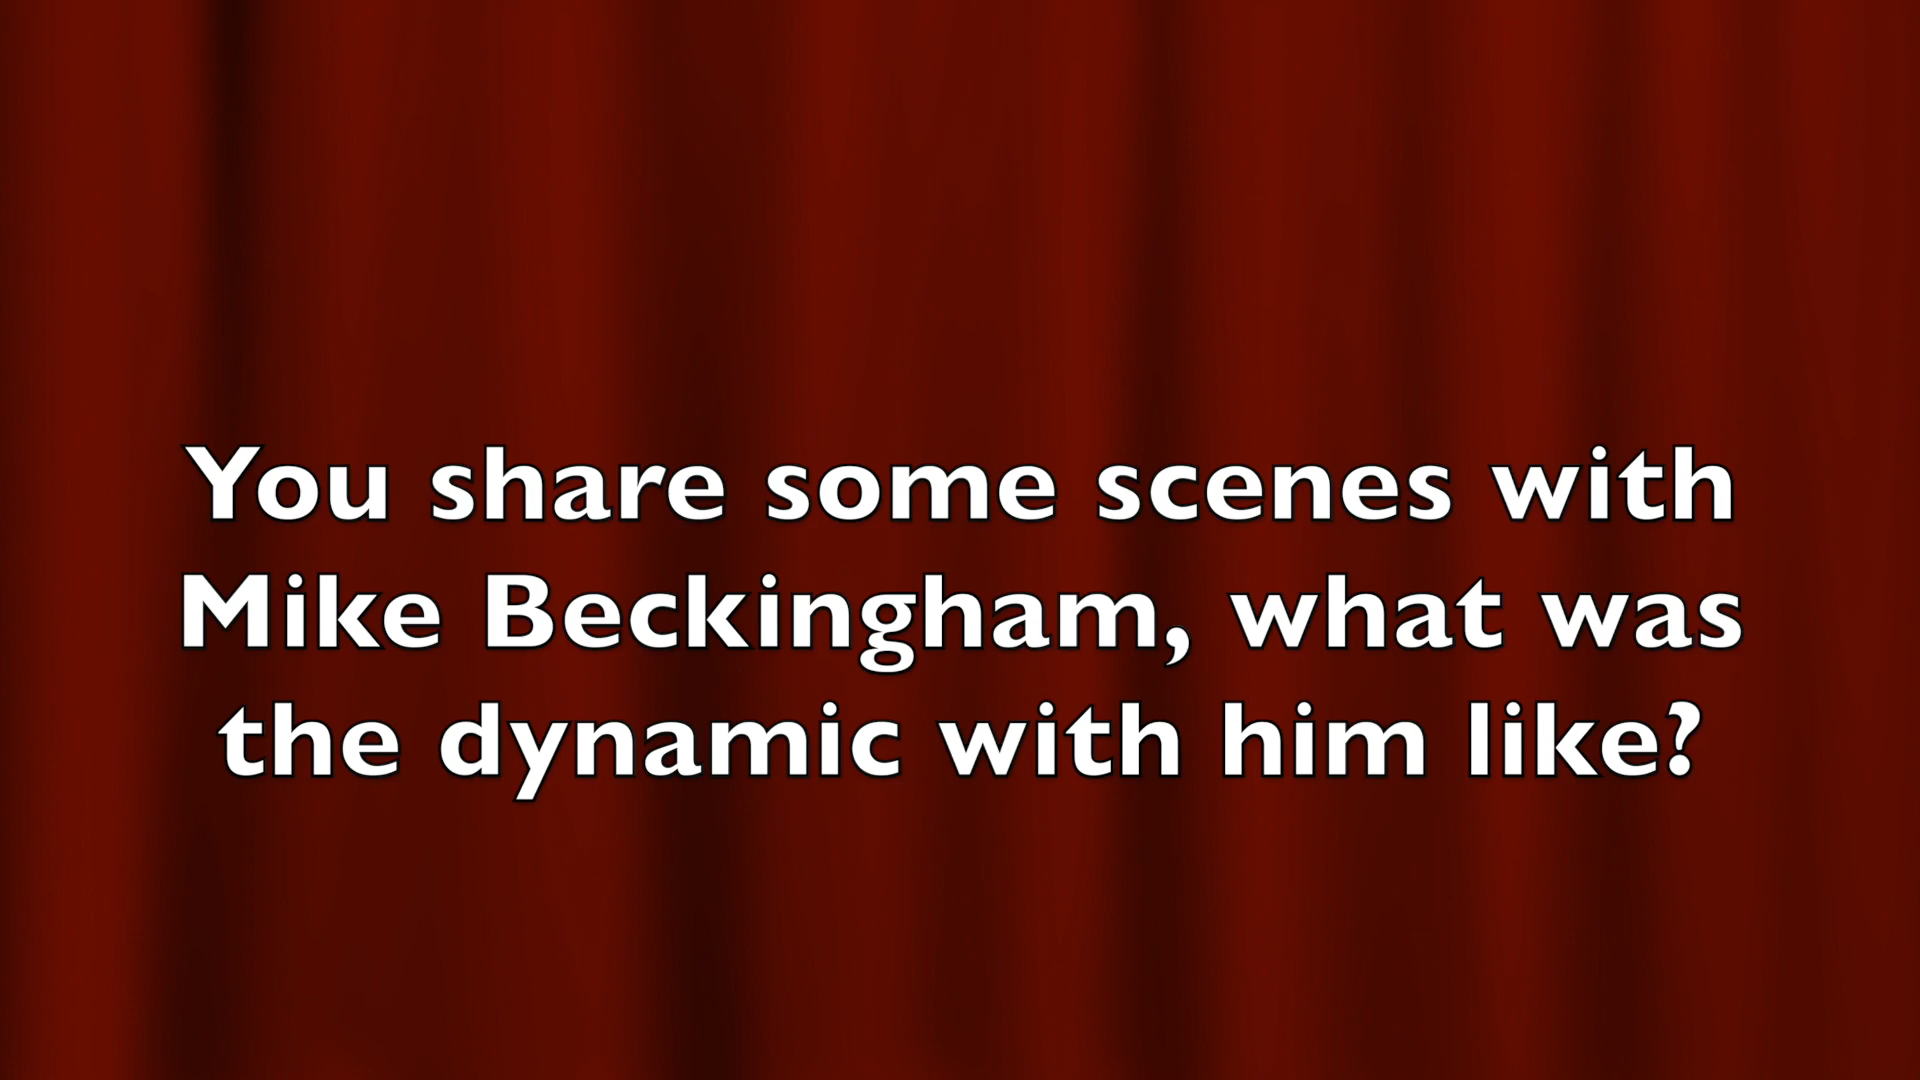 You share some scenes with
Mike Beckingham, what was
the dynamic with him like?